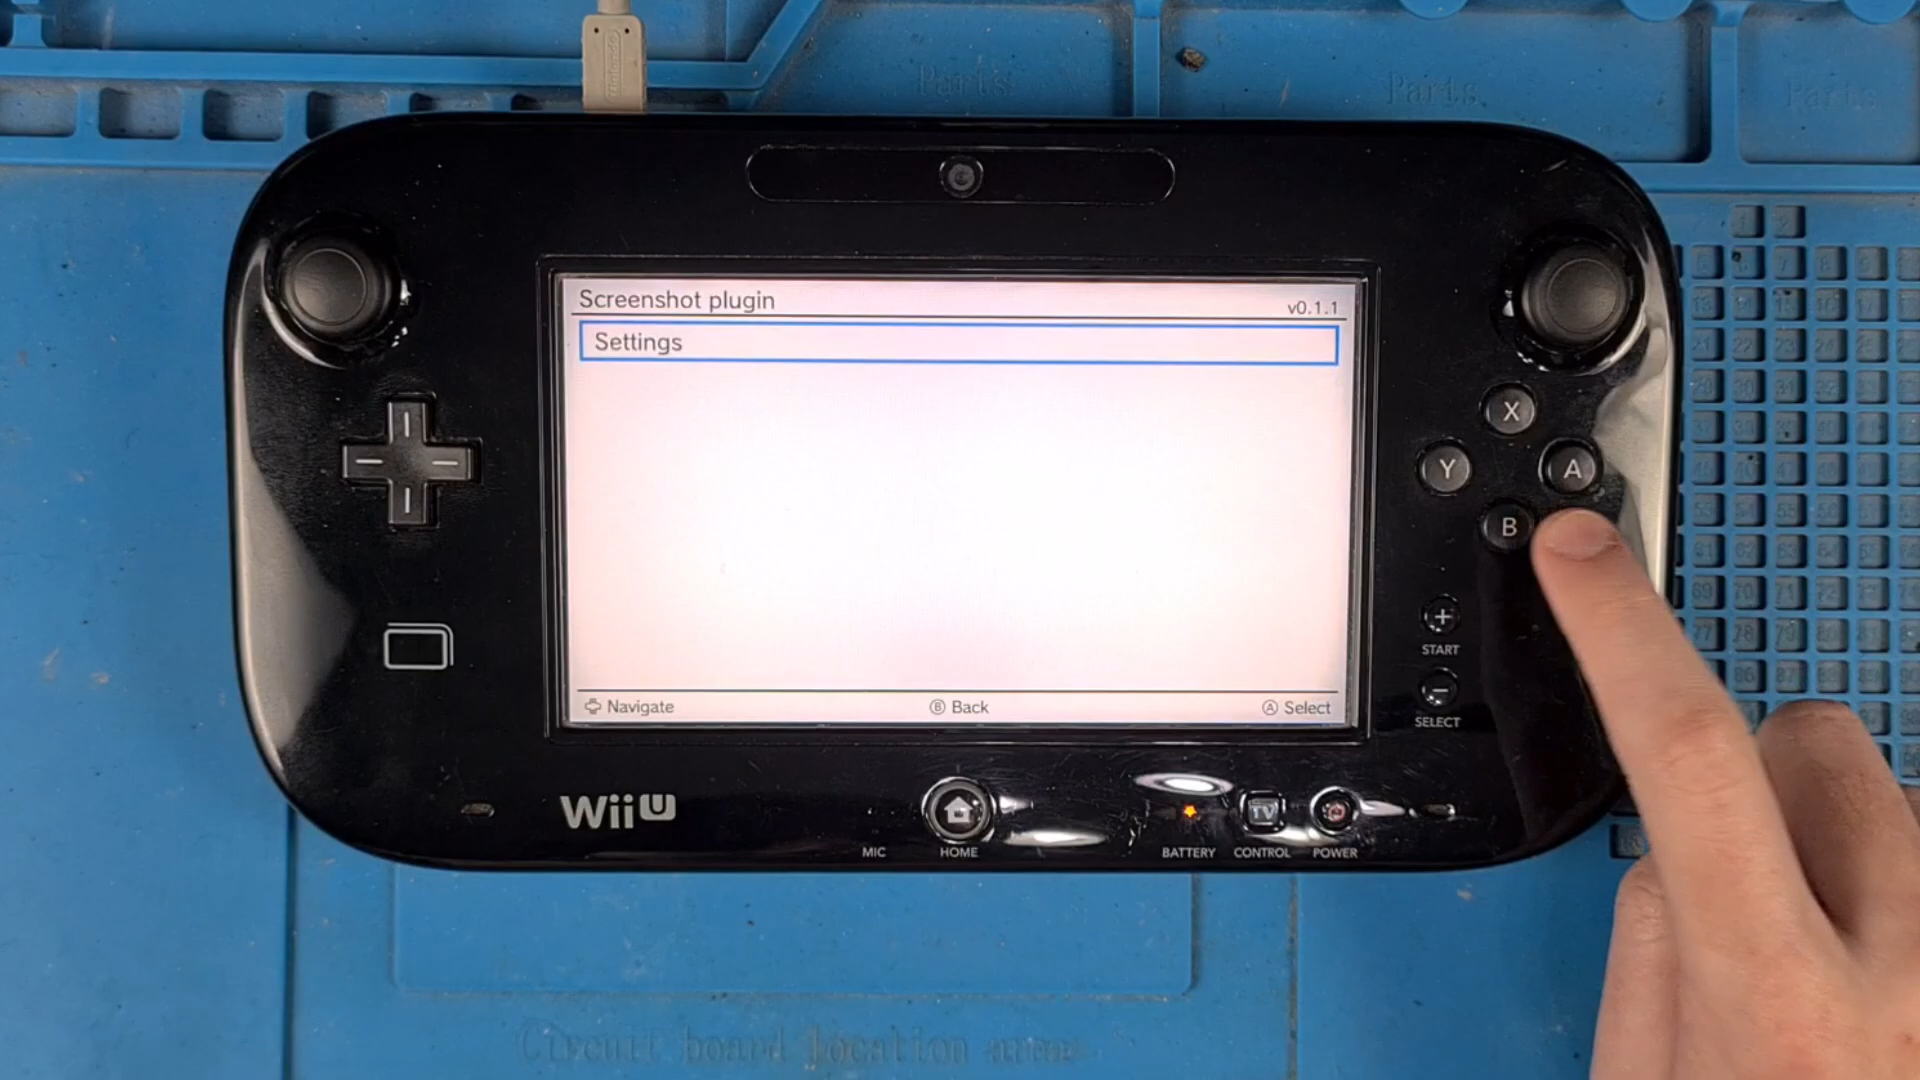 Nintendo
Parts
Parts
Parts
Screenshot plugin
v0.1.1
Settings
Navigate
B Back
A Select
X
Y
A
B
+
START
−
SELECT
Wii U
TV
MIC
HOME
BATTERY
CONTROL
POWER
Circuit board location area